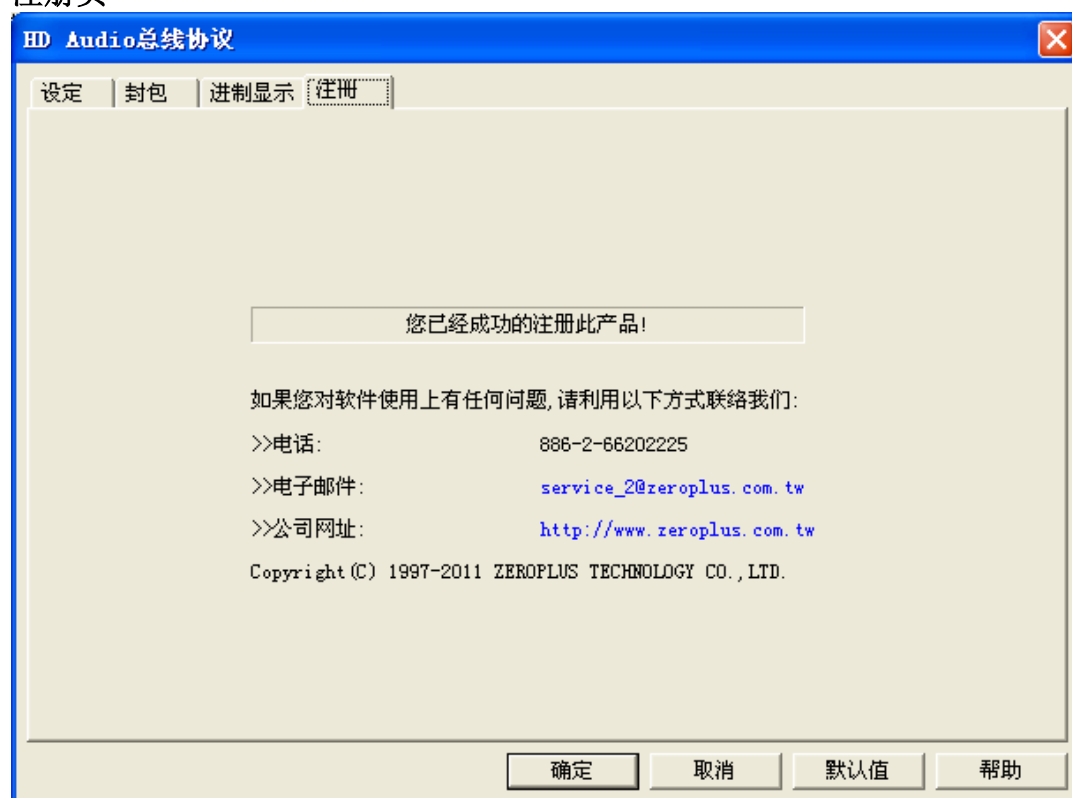 注册页
HD Audio总线协议
设定 封包 进制显示 注册
您已经成功的注册此产品!
如果您对软件使用上有任何问题,请利用以下方式联络我们:
>>电话: 886-2-66202225
>>电子邮件: service_2@zeroplus.com.tw
>>公司网址: http://www.zeroplus.com.tw
Copyright(C) 1997-2011 ZEROPLUS TECHNOLOGY CO.,LTD.
确定 取消 默认值 帮助